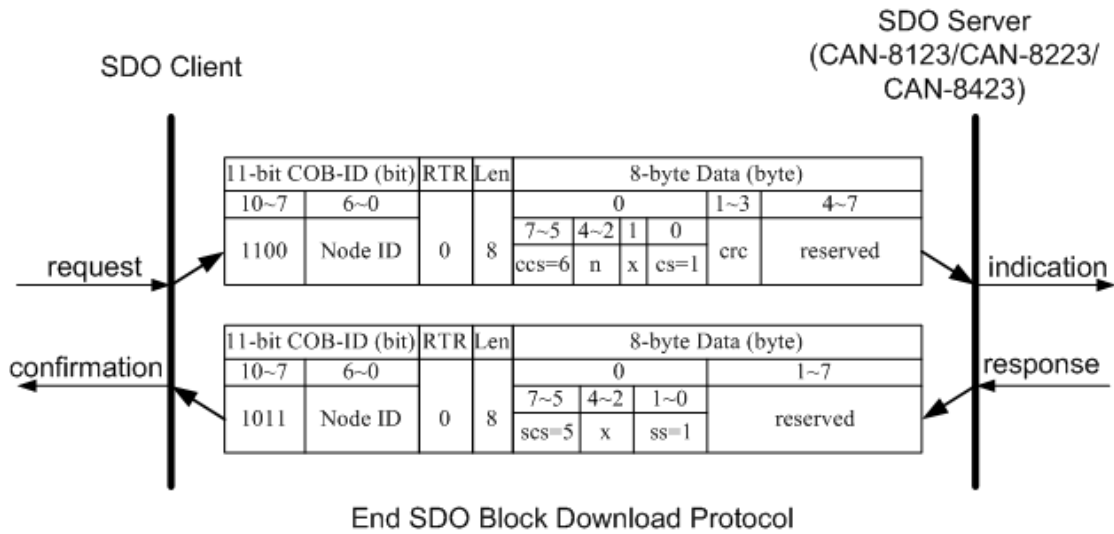 SDO Client
SDO Server
(CAN-8123/CAN-8223/
CAN-8423)
11-bit COB-ID (bit) RTR Len 8-byte Data (byte)
10~7 6~0 0 1~3 4~7
7~5 4~2 1 0
1100 Node ID 0 8 crc reserved
ccs=6 n x cs=1
request
indication
11-bit COB-ID (bit) RTR Len 8-byte Data (byte)
10~7 6~0 0 1~7
7~5 4~2 1~0
1011 Node ID 0 8 reserved
scs=5 x ss=1
confirmation
response
End SDO Block Download Protocol